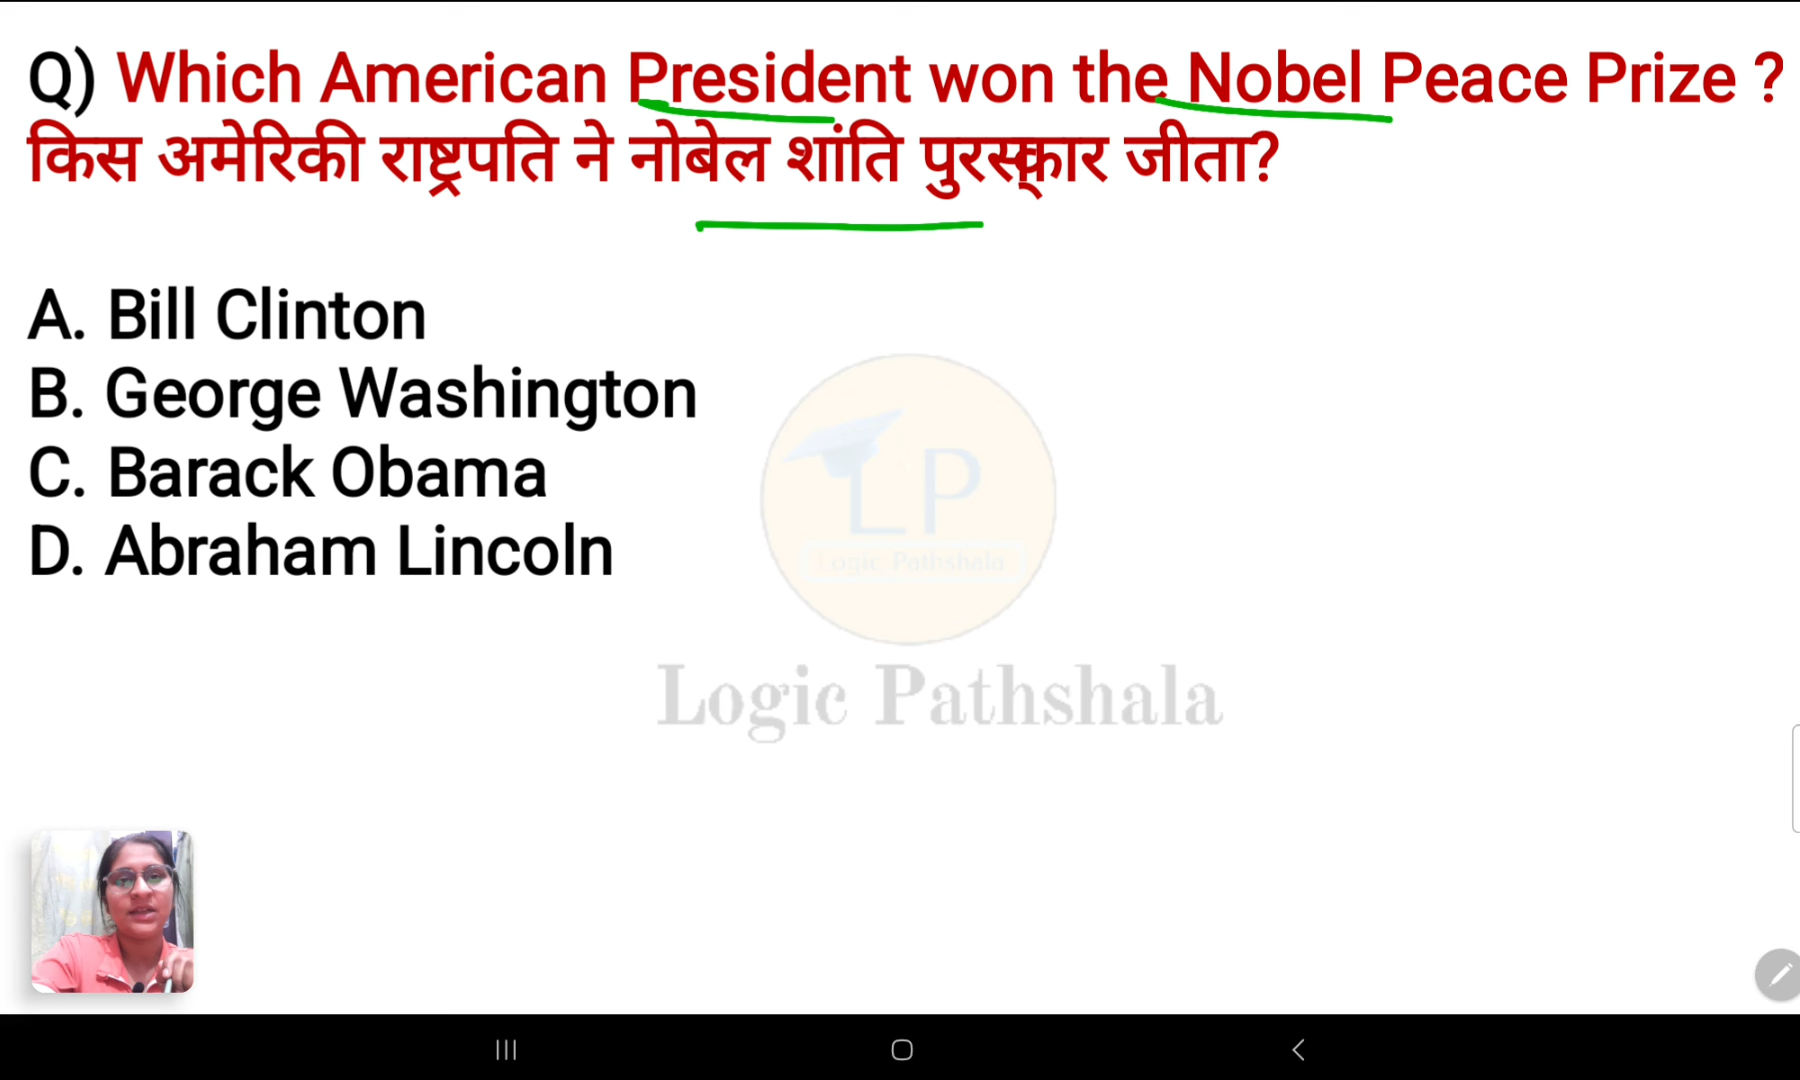 Q) Which American President won the Nobel Peace Prize ?
किस अमेरिकी राष्ट्रपति ने नोबेल शांति पुरस्कार जीता?
A. Bill Clinton
B. George Washington
C. Barack Obama
D. Abraham Lincoln
LP
Logic Pathshala
Logic Pathshala